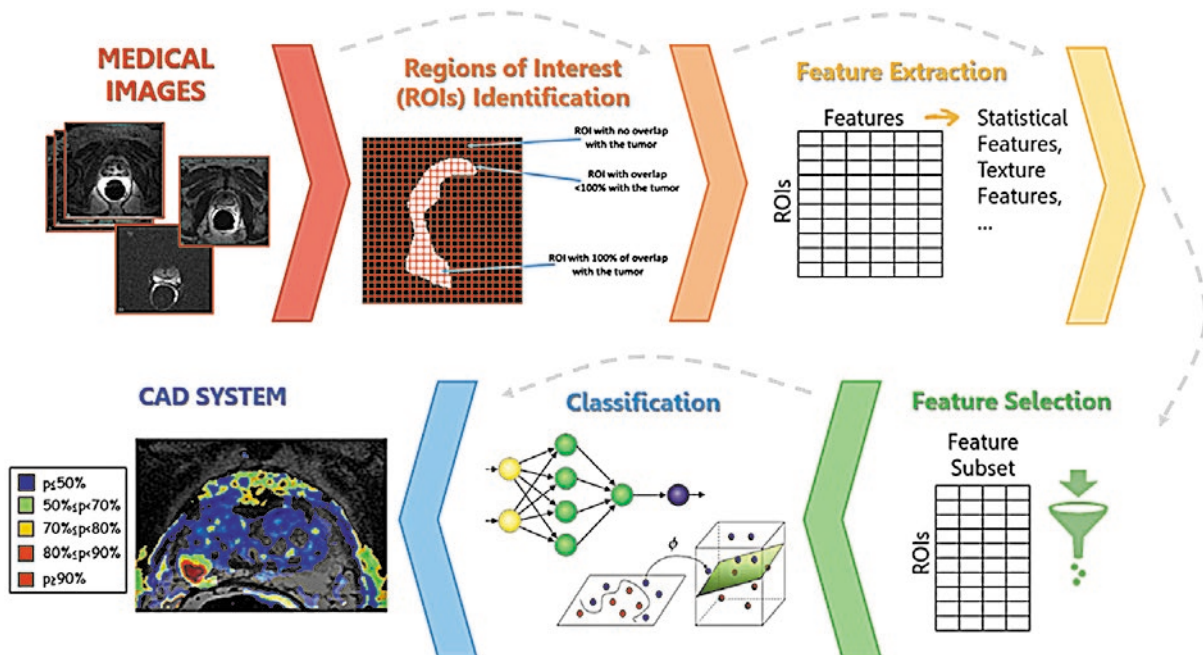 MEDICAL
IMAGES
Regions of Interest
(ROIs) Identification
ROI with no overlap
with the tumor
ROI with overlap
<100% with the tumor
ROI with 100% of overlap
with the tumor
Feature Extraction
Features
Statistical
Features,
Texture
Features,
...
ROIs
Feature Selection
Feature
Subset
ROIs
Classification
ϕ
CAD SYSTEM
p≤50%
50%≤p<70%
70%≤p<80%
80%≤p<90%
p≥90%